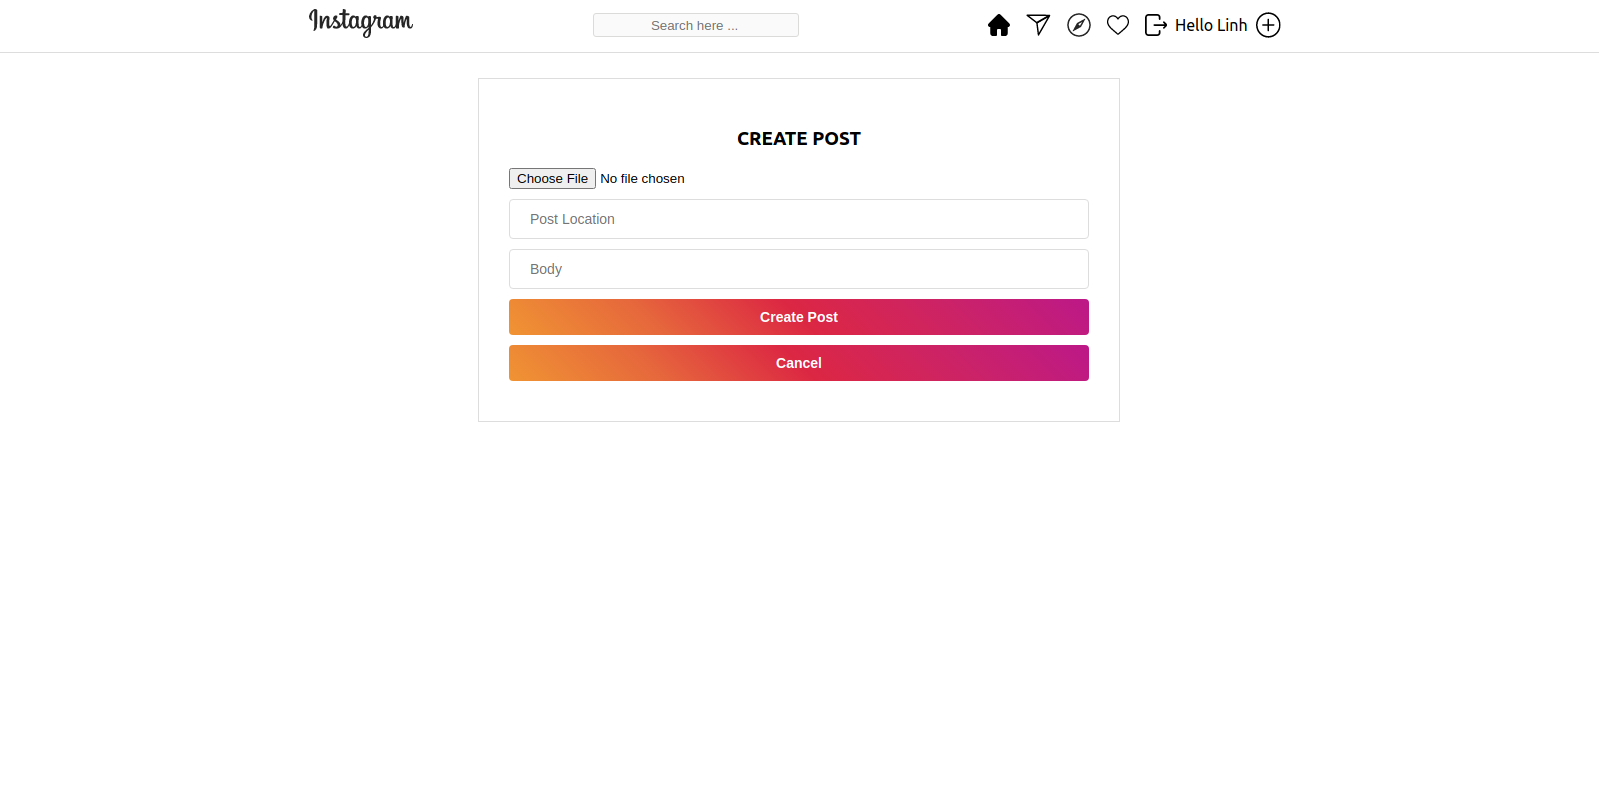 Instagram
Search here ...
Hello Linh
CREATE POST
Choose File No file chosen
Post Location
Body
Create Post
Cancel